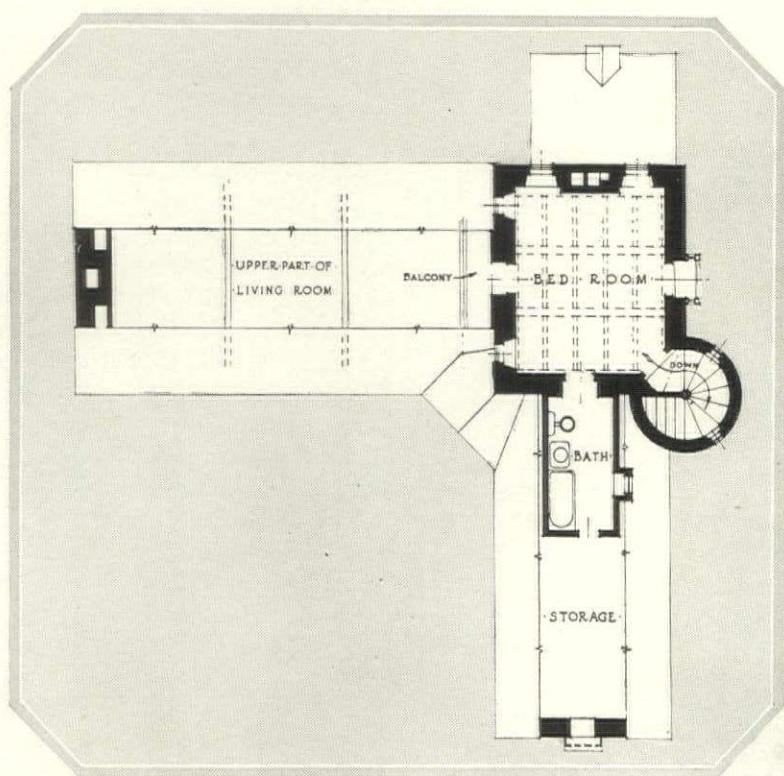 ·UPPER·PART·OF·
·LIVING ROOM·
BALCONY
·BED ROOM·
DOWN
·BATH·
·STORAGE·